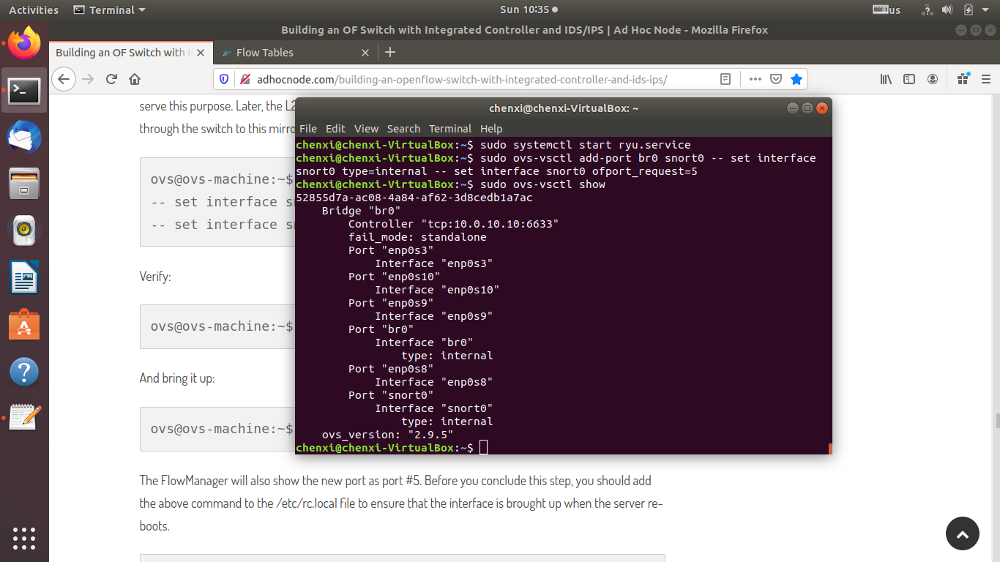 Activities Terminal Sun 10:35 us
Building an OF Switch with Integrated Controller and IDS/IPS | Ad Hoc Node - Mozilla Firefox
Building an OF Switch with I Flow Tables
adhocnode.com/building-an-openflow-switch-with-integrated-controller-and-ids-ips/
serve this purpose. Later, the L2
through the switch to this mirro
ovs@ovs-machine:~$
-- set interface sn
-- set interface sn
Verify:
ovs@ovs-machine:~$
And bring it up:
ovs@ovs-machine:~$
chenxi@chenxi-VirtualBox: ~
File Edit View Search Terminal Help
chenxi@chenxi-VirtualBox:~$ sudo systemctl start ryu.service
chenxi@chenxi-VirtualBox:~$ sudo ovs-vsctl add-port br0 snort0 -- set interface
snort0 type=internal -- set interface snort0 ofport_request=5
chenxi@chenxi-VirtualBox:~$ sudo ovs-vsctl show
52855d7a-ac08-4a84-af62-3d8cedb1a7ac
Bridge "br0"
Controller "tcp:10.0.10.10:6633"
fail_mode: standalone
Port "enp0s3"
Interface "enp0s3"
Port "enp0s10"
Interface "enp0s10"
Port "enp0s9"
Interface "enp0s9"
Port "br0"
Interface "br0"
type: internal
Port "enp0s8"
Interface "enp0s8"
Port "snort0"
Interface "snort0"
type: internal
ovs_version: "2.9.5"
chenxi@chenxi-VirtualBox:~$
The FlowManager will also show the new port as port #5. Before you conclude this step, you should add
the above command to the /etc/rc.local file to ensure that the interface is brought up when the server re-
boots.